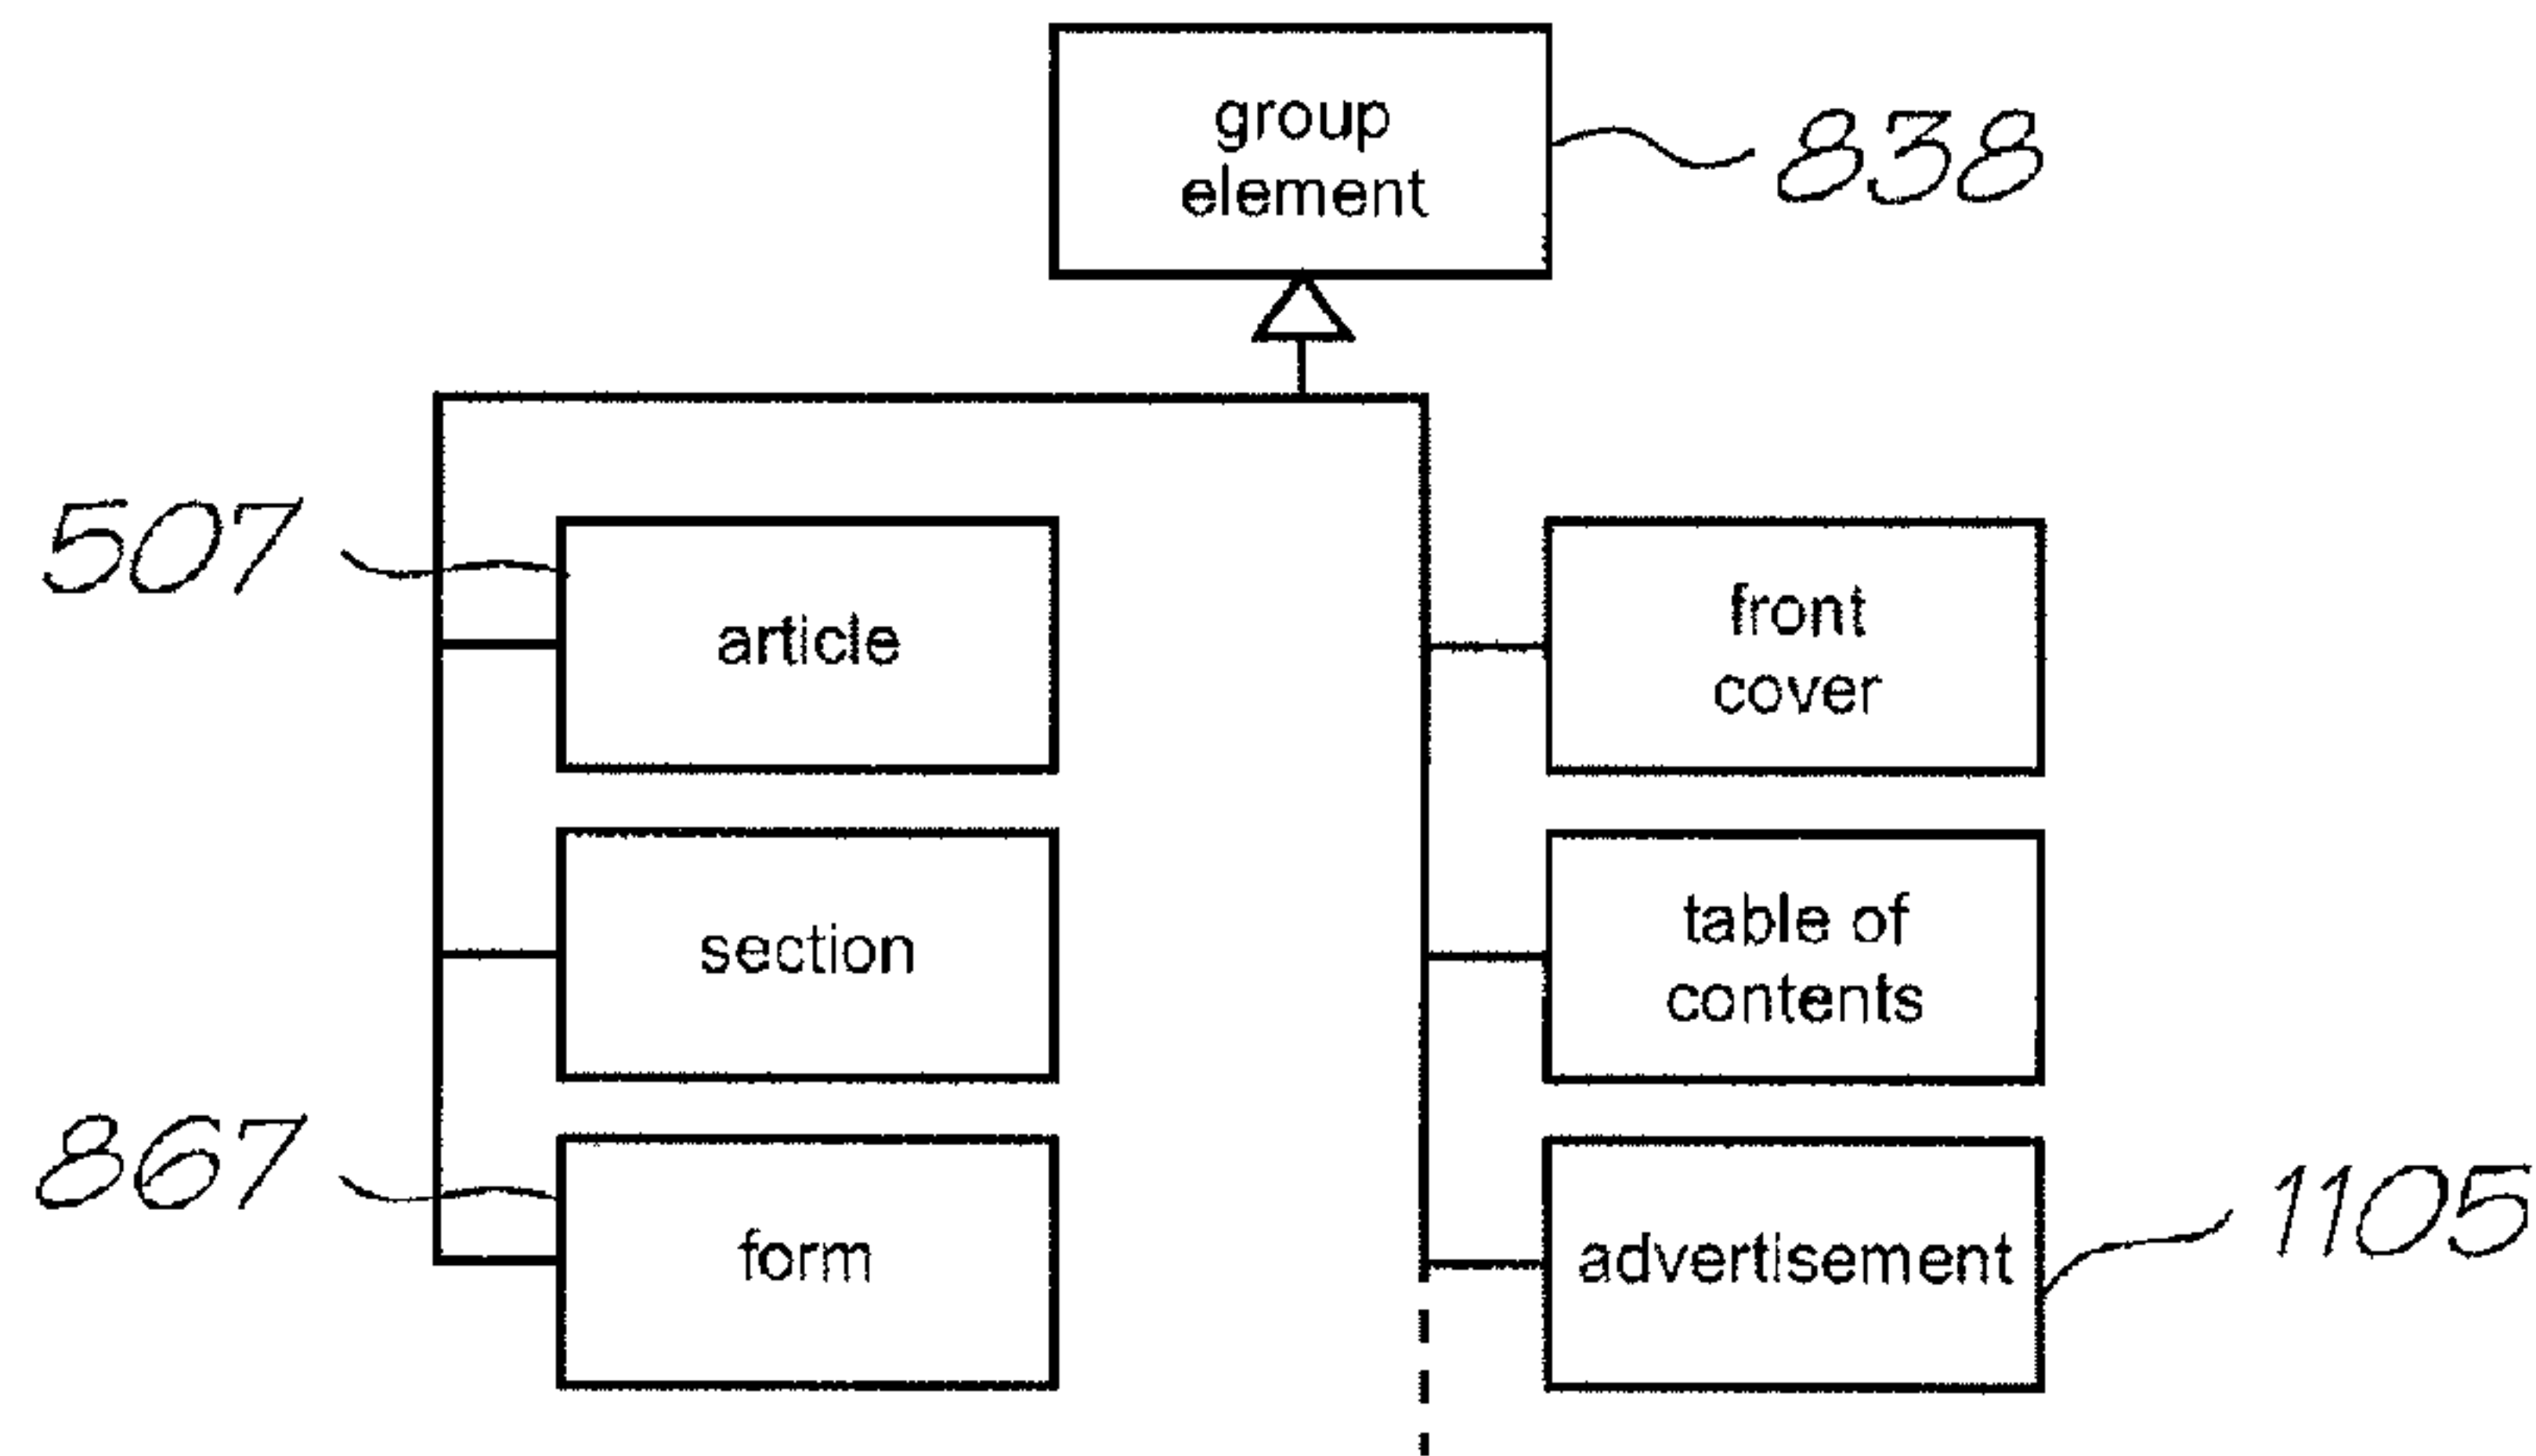 group
element
838
507
article
front
cover
section
table of
contents
867
form
advertisement
1105